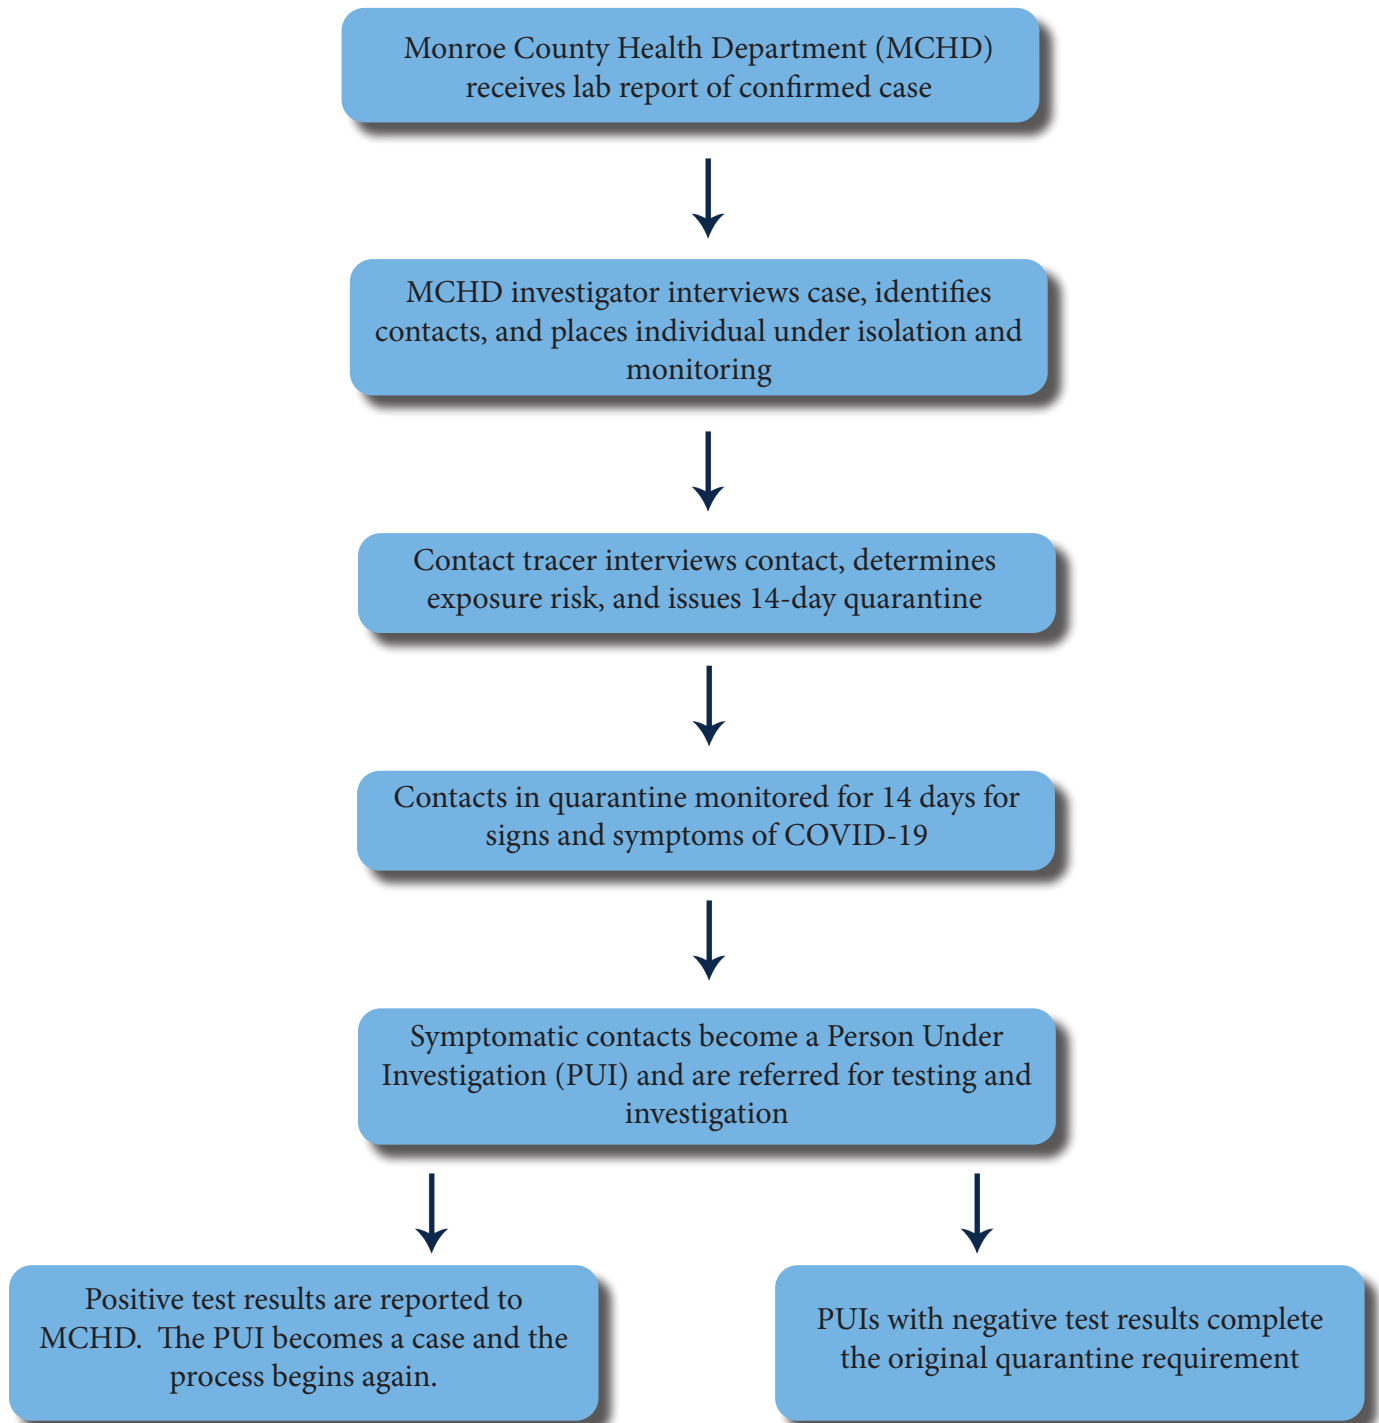 Monroe County Health Department (MCHD)
receives lab report of confirmed case
MCHD investigator interviews case, identifies
contacts, and places individual under isolation and
monitoring
Contact tracer interviews contact, determines
exposure risk, and issues 14-day quarantine
Contacts in quarantine monitored for 14 days for
signs and symptoms of COVID-19
Symptomatic contacts become a Person Under
Investigation (PUI) and are referred for testing and
investigation
Positive test results are reported to
MCHD.  The PUI becomes a case and the
process begins again.
PUIs with negative test results complete
the original quarantine requirement